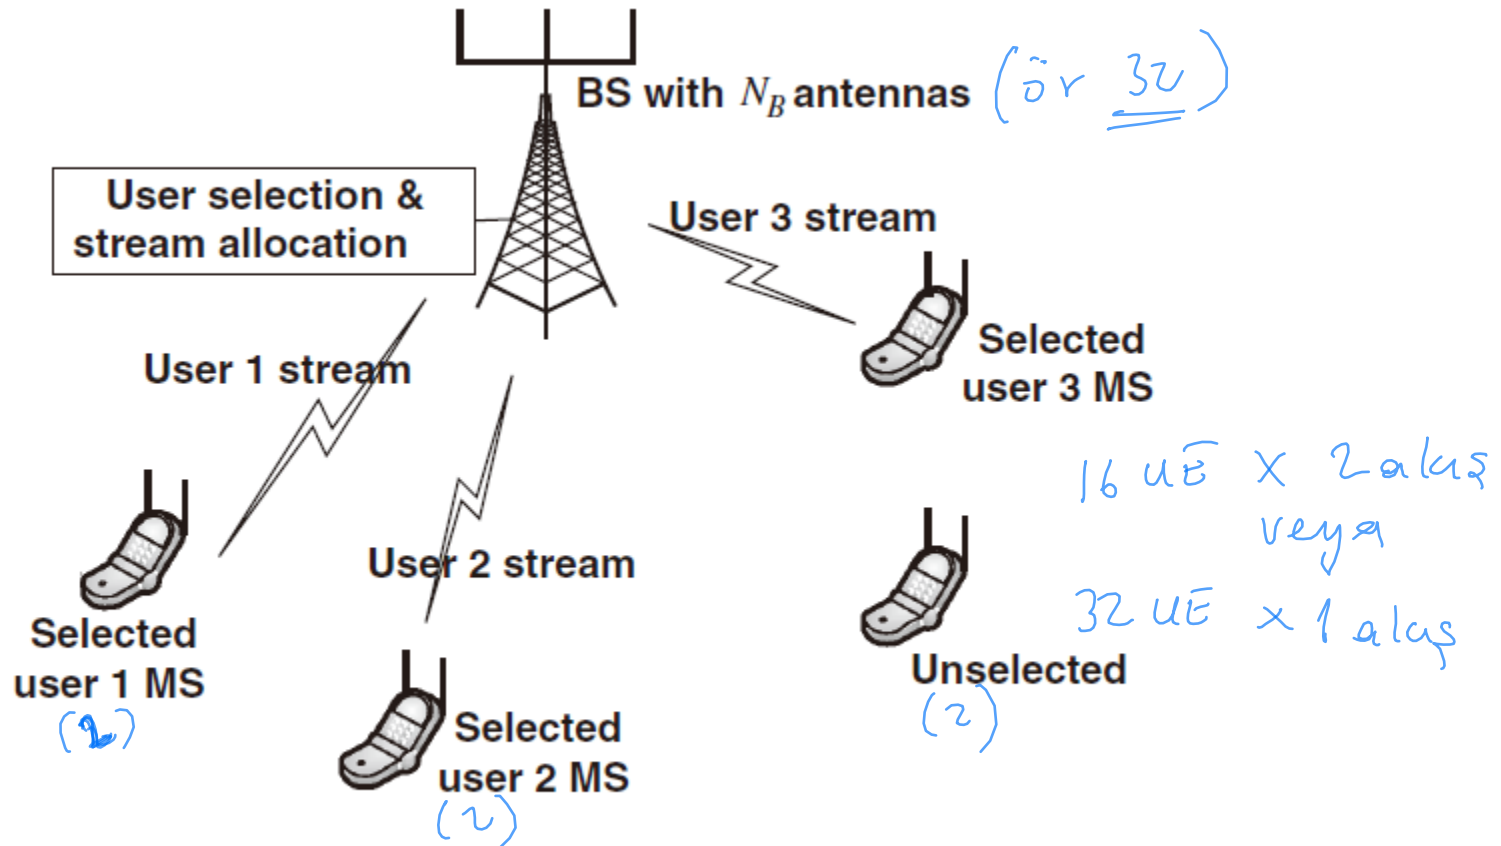 BS with N_B antennas (ör 32)
User selection &
stream allocation
User 3 stream
User 1 stream
Selected
user 3 MS
16 UE x 2 akış
veya
32 UE x 1 akış
User 2 stream
Selected
user 1 MS
(2)
Unselected
(2)
Selected
user 2 MS
(2)